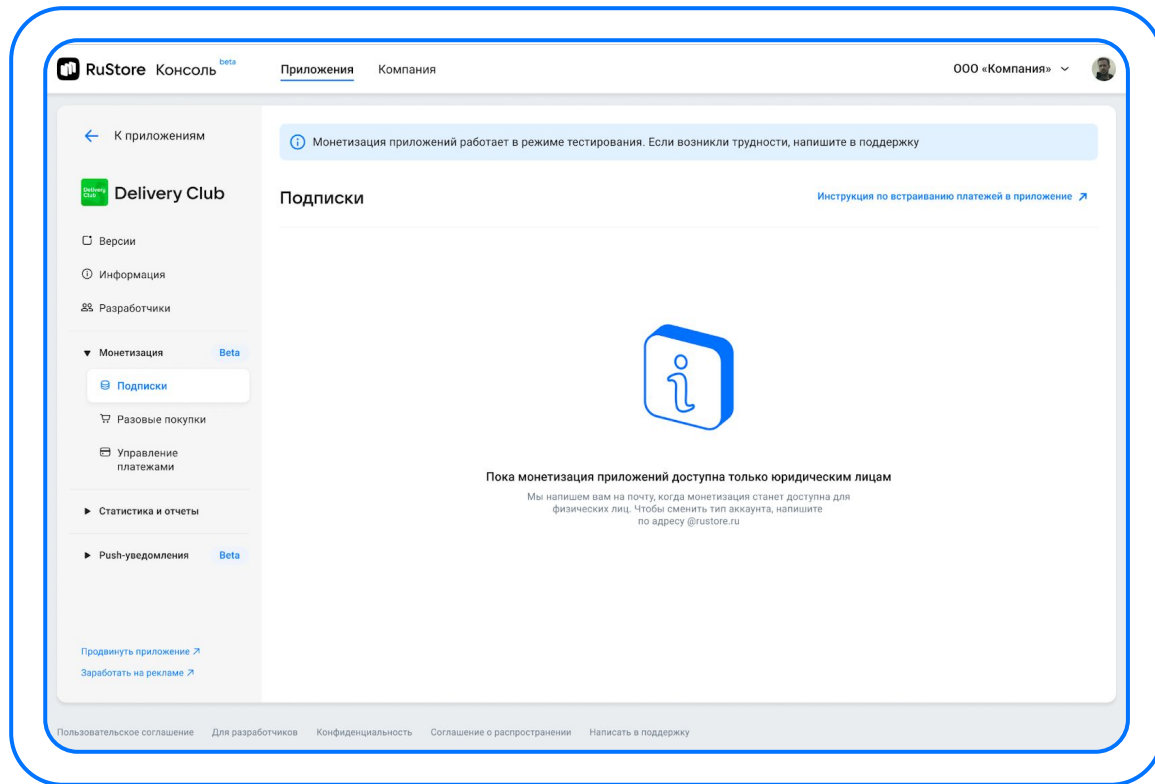 RuStore Консоль beta
Приложения Компания
ООО «Компания»
К приложениям
Монетизация приложений работает в режиме тестирования. Если возникли трудности, напишите в поддержку
Delivery Club
Delivery Club
Подписки
Инструкция по встраиванию платежей в приложение
Версии
Информация
Разработчики
Монетизация Beta
Подписки
Разовые покупки
Управление
платежами
Статистика и отчеты
Push-уведомления Beta
Пока монетизация приложений доступна только юридическим лицам
Мы напишем вам на почту, когда монетизация станет доступна для
физических лиц. Чтобы сменить тип аккаунта, напишите
по адресу @rustore.ru
Продвинуть приложение
Заработать на рекламе
Пользовательское соглашение Для разработчиков Конфиденциальность Соглашение о распространении Написать в поддержку